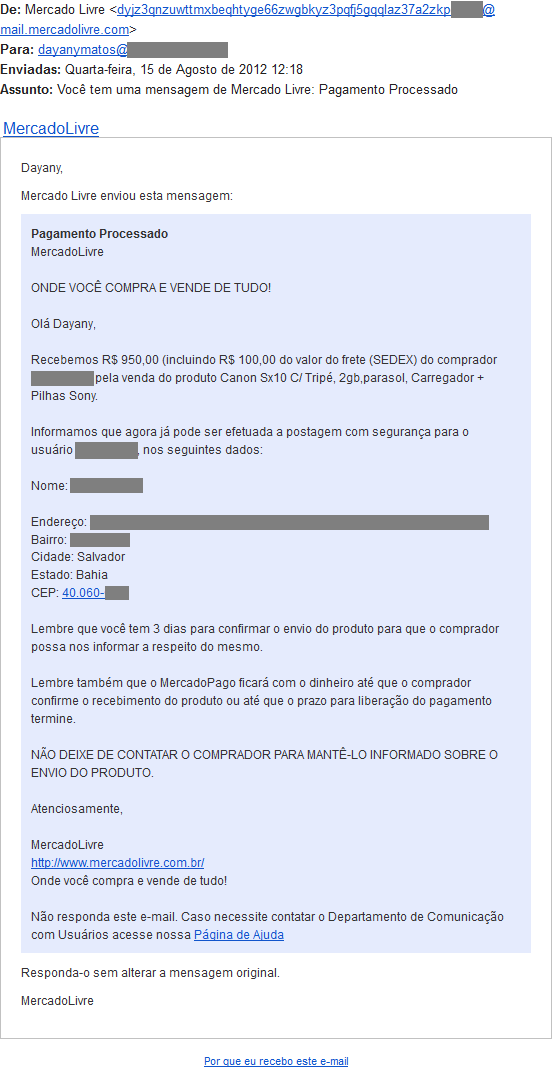 De: Mercado Livre <dyjz3qnzuwttmxbeqhtyge66zwgbkyz3pqfj5gqqlaz37a2zkp @
mail.mercadolivre.com>
Para: dayanymatos@
Enviadas: Quarta-feira, 15 de Agosto de 2012 12:18
Assunto: Você tem uma mensagem de Mercado Livre: Pagamento Processado
MercadoLivre
Dayany,
Mercado Livre enviou esta mensagem:
Pagamento Processado
MercadoLivre
ONDE VOCÊ COMPRA E VENDE DE TUDO!
Olá Dayany,
Recebemos R$ 950,00 (incluindo R$ 100,00 do valor do frete (SEDEX) do comprador
pela venda do produto Canon Sx10 C/ Tripé, 2gb,parasol, Carregador +
Pilhas Sony.
Informamos que agora já pode ser efetuada a postagem com segurança para o
usuário , nos seguintes dados:
Nome:
Endereço:
Bairro:
Cidade: Salvador
Estado: Bahia
CEP: 40.060-
Lembre que você tem 3 dias para confirmar o envio do produto para que o comprador
possa nos informar a respeito do mesmo.
Lembre também que o MercadoPago ficará com o dinheiro até que o comprador
confirme o recebimento do produto ou até que o prazo para liberação do pagamento
termine.
NÃO DEIXE DE CONTATAR O COMPRADOR PARA MANTÊ-LO INFORMADO SOBRE O
ENVIO DO PRODUTO.
Atenciosamente,
MercadoLivre
http://www.mercadolivre.com.br/
Onde você compra e vende de tudo!
Não responda este e-mail. Caso necessite contatar o Departamento de Comunicação
com Usuários acesse nossa Página de Ajuda
Responda-o sem alterar a mensagem original.
MercadoLivre
Por que eu recebo este e-mail